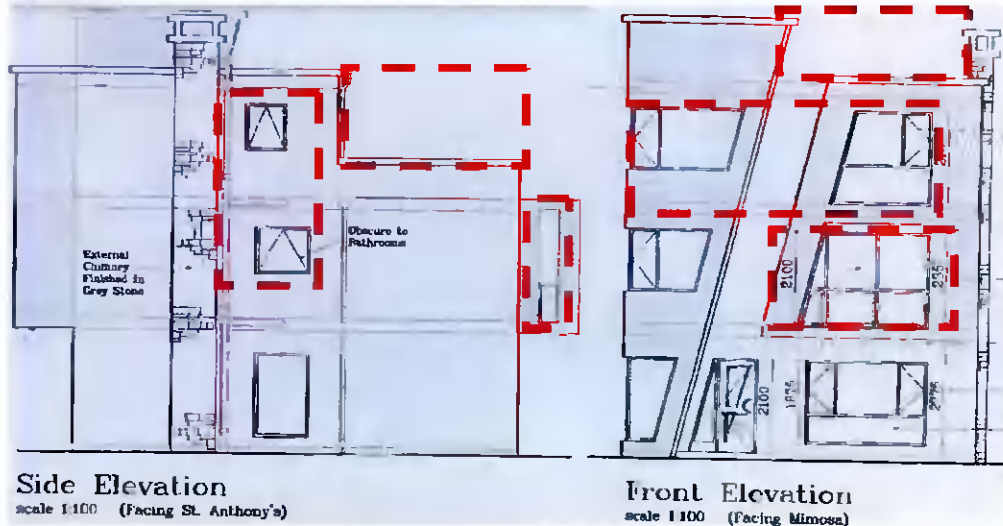 External
Chimney
Finished in
Grey Stone
Obscure to
Bathrooms
Side Elevation
scale 1:100 (Facing St. Anthony's)
2100
2100
Front Elevation
scale 1:100 (Facing Mimosa)